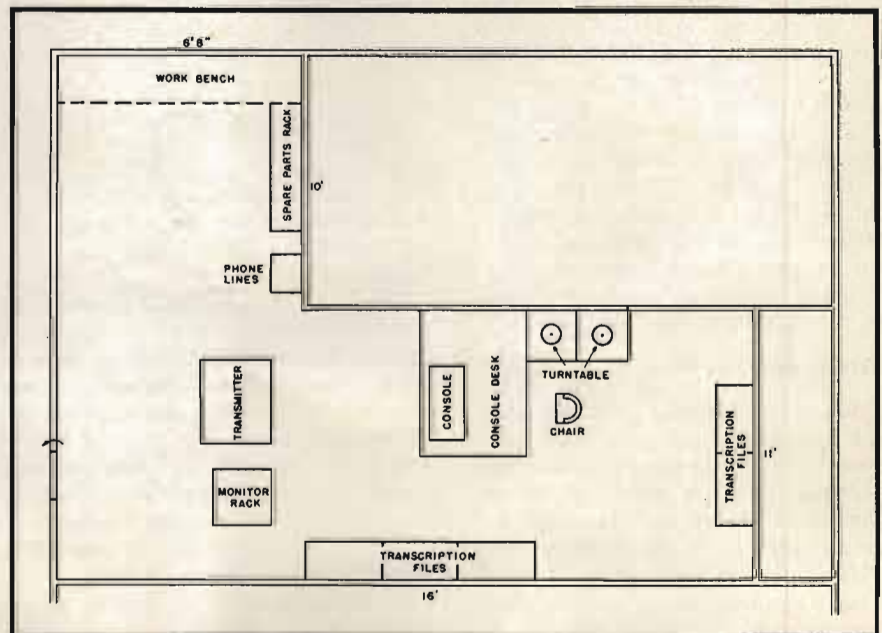 6'8"
WORK BENCH
SPARE PARTS RACK
10'
PHONE
LINES
TRANSMITTER
CONSOLE
CONSOLE DESK
TURNTABLE
CHAIR
TRANSCRIPTION
FILES
11'
MONITOR
RACK
TRANSCRIPTION
FILES
16'